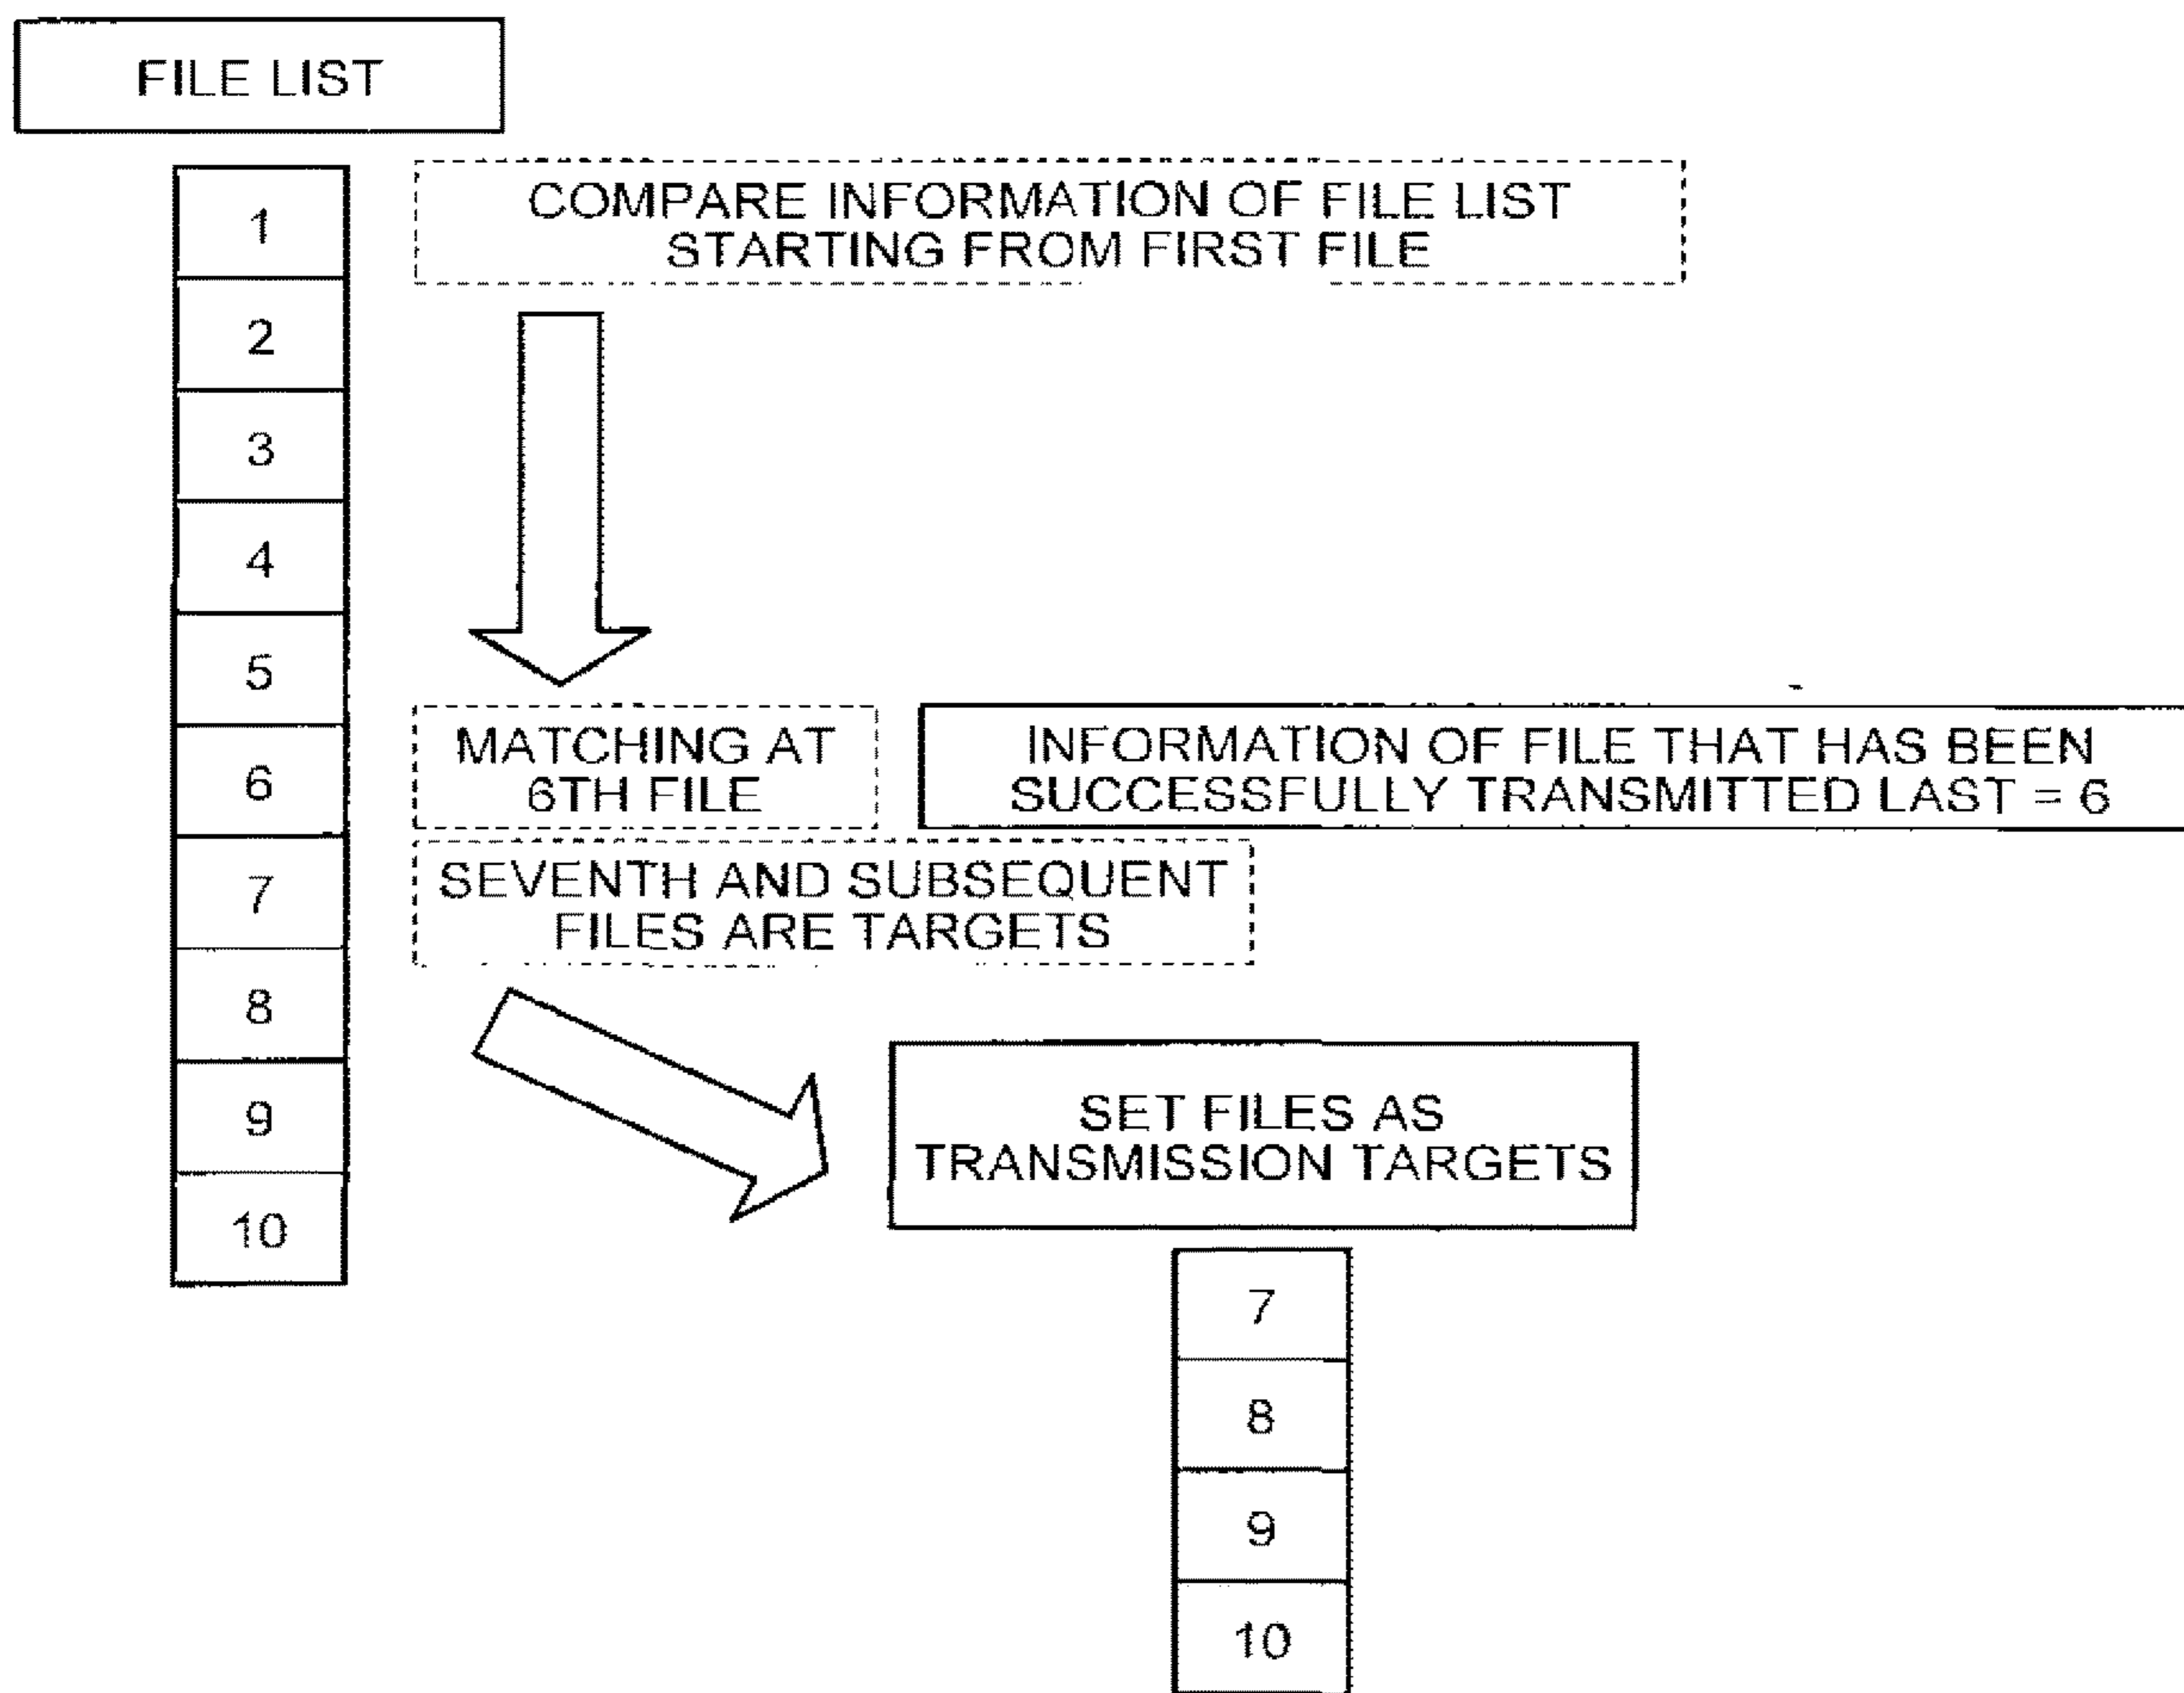 FILE LIST
1
COMPARE INFORMATION OF FILE LIST
STARTING FROM FIRST FILE
2
3
4
5
6
MATCHING AT
6TH FILE
INFORMATION OF FILE THAT HAS BEEN
SUCCESSFULLY TRANSMITTED LAST = 6
7
SEVENTH AND SUBSEQUENT
FILES ARE TARGETS
8
9
10
SET FILES AS
TRANSMISSION TARGETS
7
8
9
10